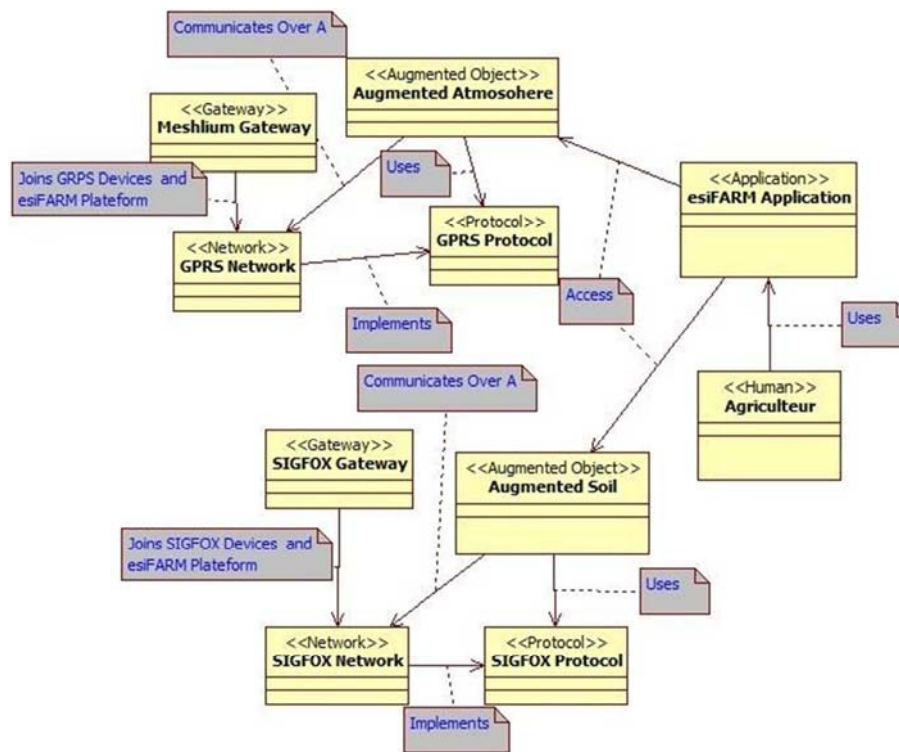 Communicates Over A
<<Augmented Object>>
Augmented Atmosohere
<<Gateway>>
Meshlium Gateway
Joins GRPS Devices and
esiFARM Plateform
Uses
<<Application>>
esiFARM Application
<<Protocol>>
GPRS Protocol
<<Network>>
GPRS Network
Access
Implements
Uses
Communicates Over A
<<Human>>
Agriculteur
<<Gateway>>
SIGFOX Gateway
<<Augmented Object>>
Augmented Soil
Joins SIGFOX Devices and
esiFARM Plateform
Uses
<<Network>>
SIGFOX Network
<<Protocol>>
SIGFOX Protocol
Implements